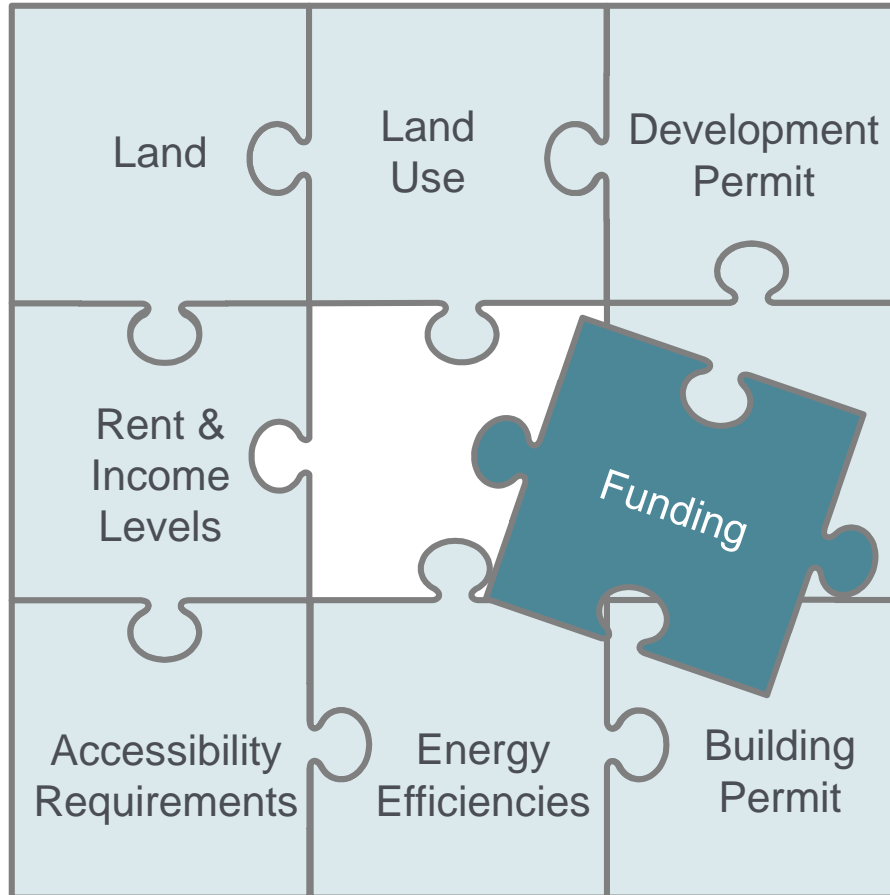 Land
Land
Use
Development
Permit
Rent &
Income
Levels
Funding
Accessibility
Requirements
Energy
Efficiencies
Building
Permit